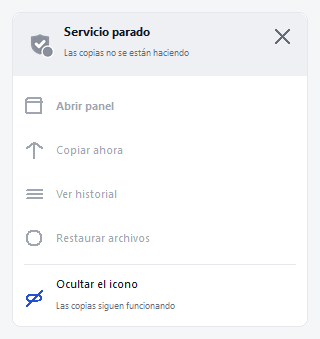 Servicio parado
Las copias no se están haciendo
Abrir panel
Copiar ahora
Ver historial
Restaurar archivos
Ocultar el icono
Las copias siguen funcionando